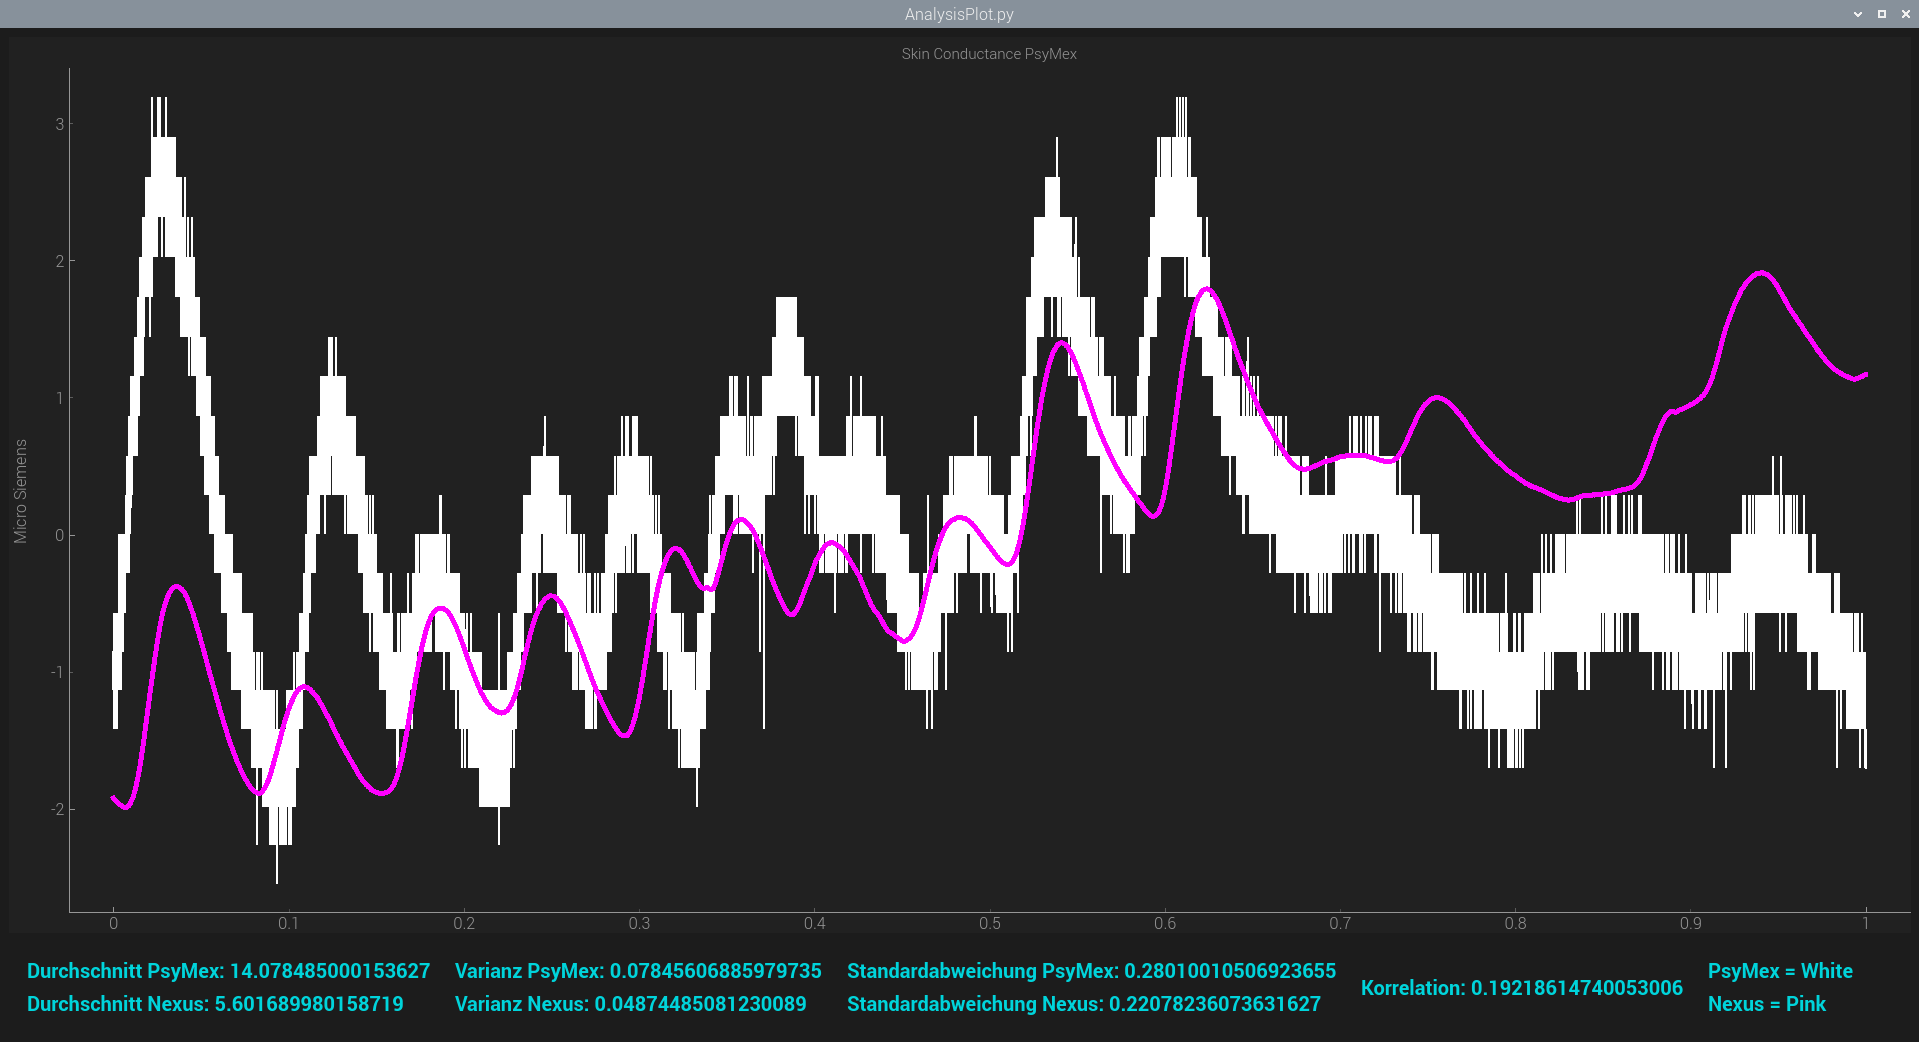 AnalysisPlot.py
Skin Conductance PsyMex
Micro Siemens
3
2
1
0
-1
-2
0 0.1 0.2 0.3 0.4 0.5 0.6 0.7 0.8 0.9 1
Durchschnitt PsyMex: 14.078485000153627 Varianz PsyMex: 0.07845606885979735 Standardabweichung PsyMex: 0.28010010506923655 PsyMex = White
Korrelation: 0.19218614740053006
Durchschnitt Nexus: 5.601689980158719 Varianz Nexus: 0.04874485081230089 Standardabweichung Nexus: 0.22078236073631627 Nexus = Pink